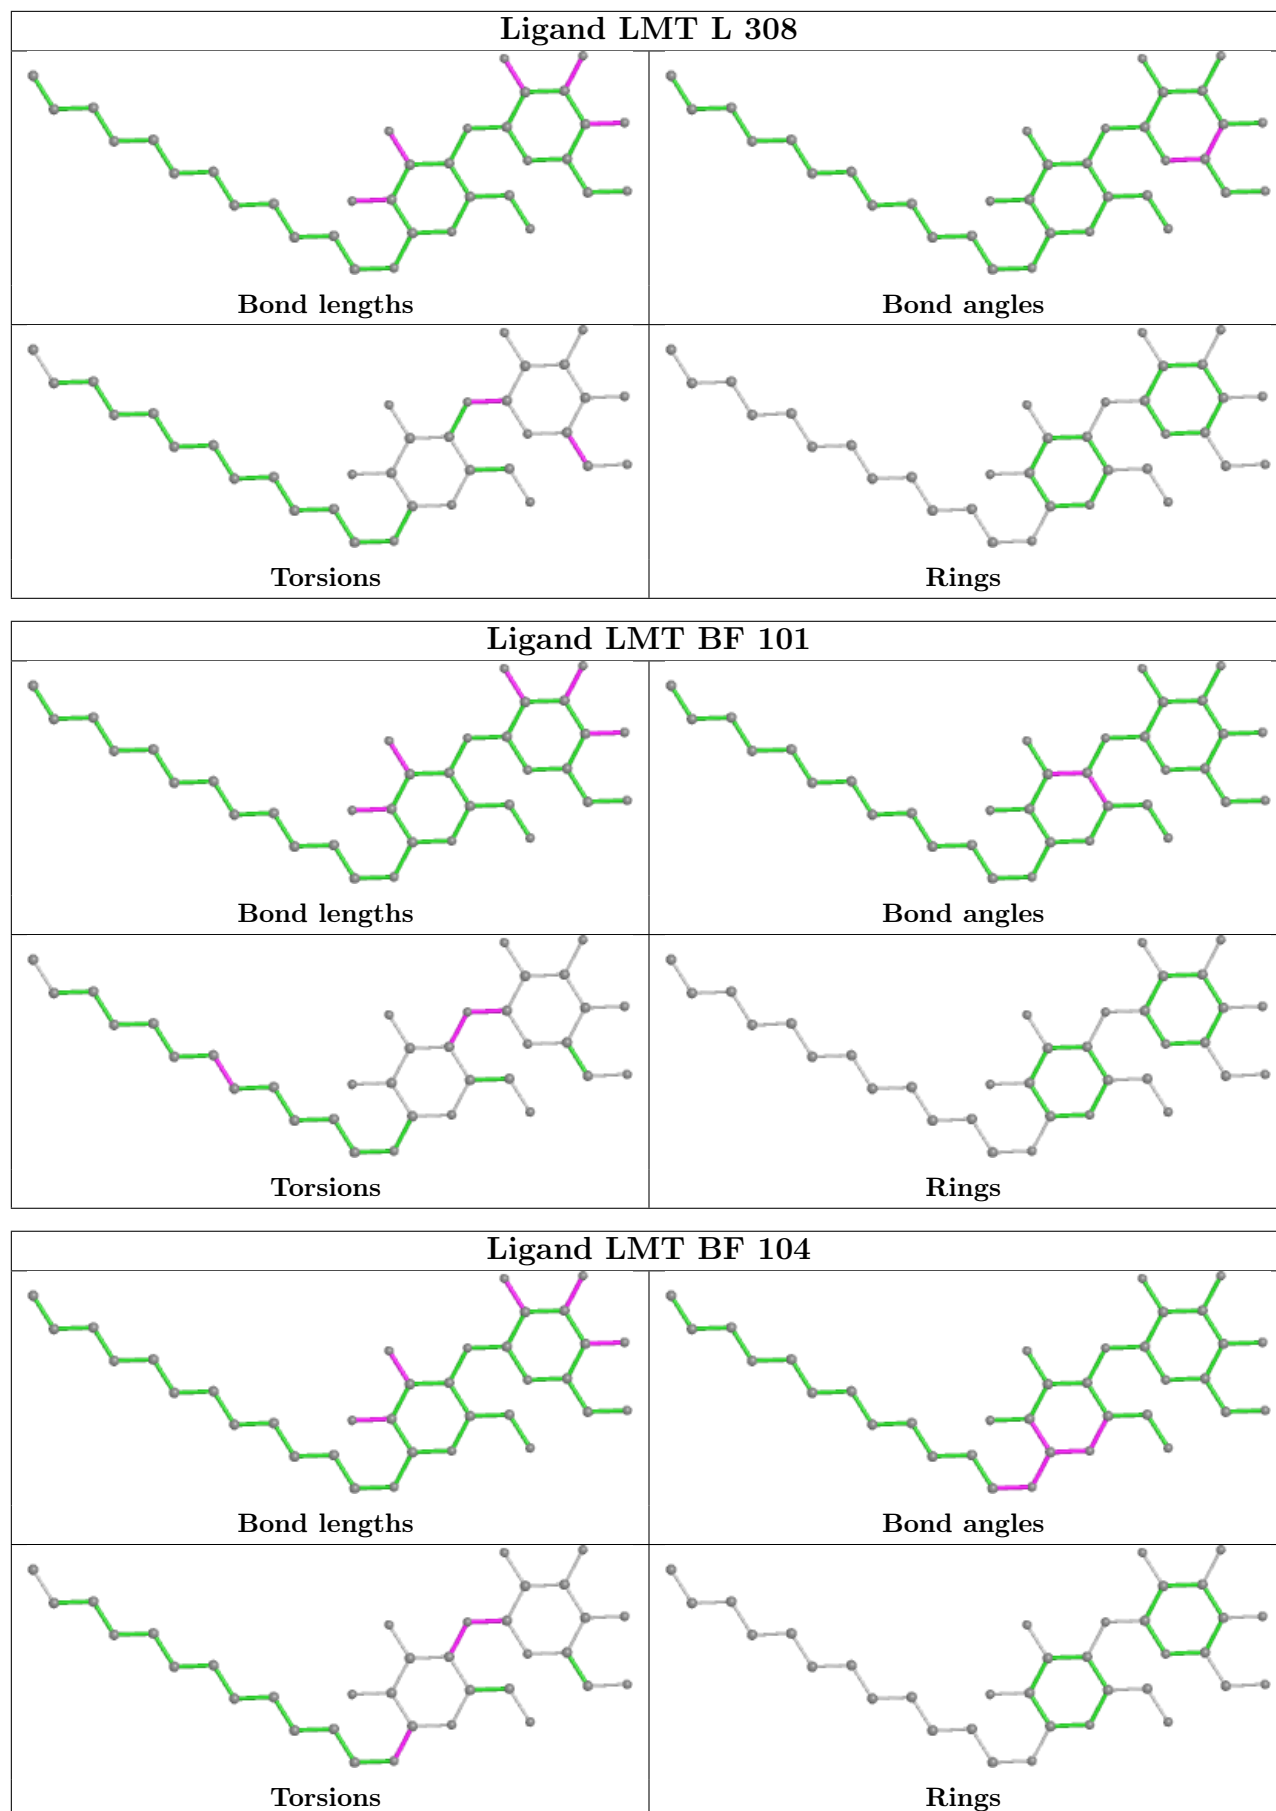 Ligand LMT L 308
Bond lengths
Bond angles
Torsions
Rings
Ligand LMT BF 101
Bond lengths
Bond angles
Torsions
Rings
Ligand LMT BF 104
Bond lengths
Bond angles
Torsions
Rings